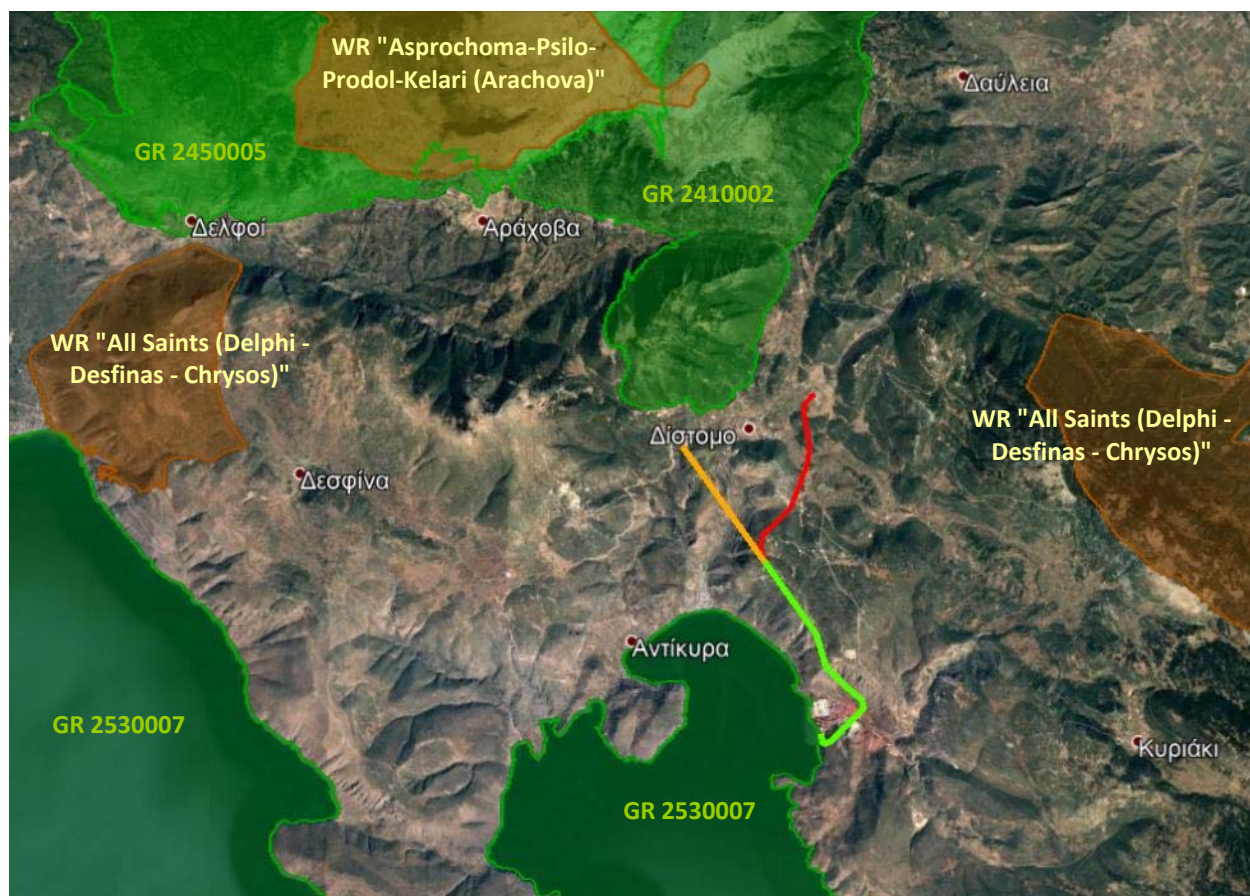 WR "Asprochoma-Psilo-
Prodol-Kelari (Arachova)"
Δαύλεια
GR 2450005
GR 2410002
Δελφοί
Αράχοβα
WR "All Saints (Delphi -
Desfinas - Chrysos)"
WR "All Saints (Delphi -
Desfinas - Chrysos)"
Δίστομο
Δεσφίνα
Αντίκυρα
GR 2530007
Κυριάκι
GR 2530007